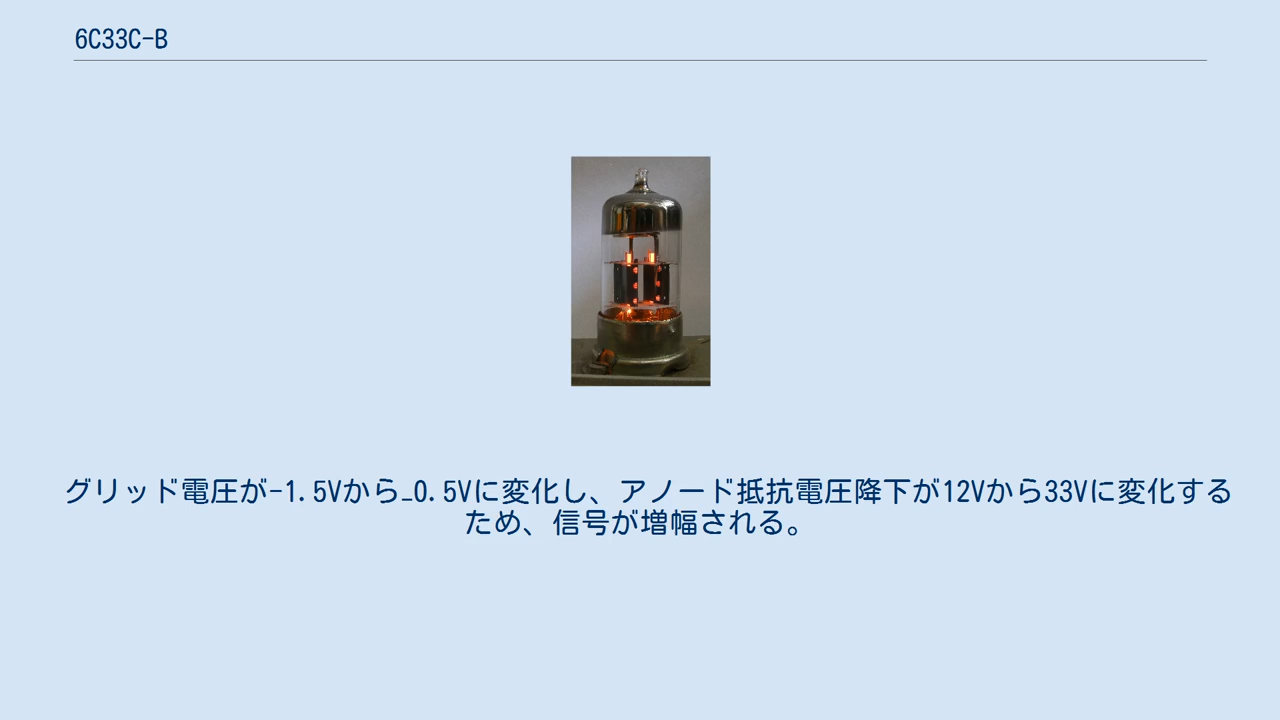 6C33C-B
グリッド電圧が-1.5Vから_0.5Vに変化し、アノード抵抗電圧降下が12Vから33Vに変化する
ため、信号が増幅される。